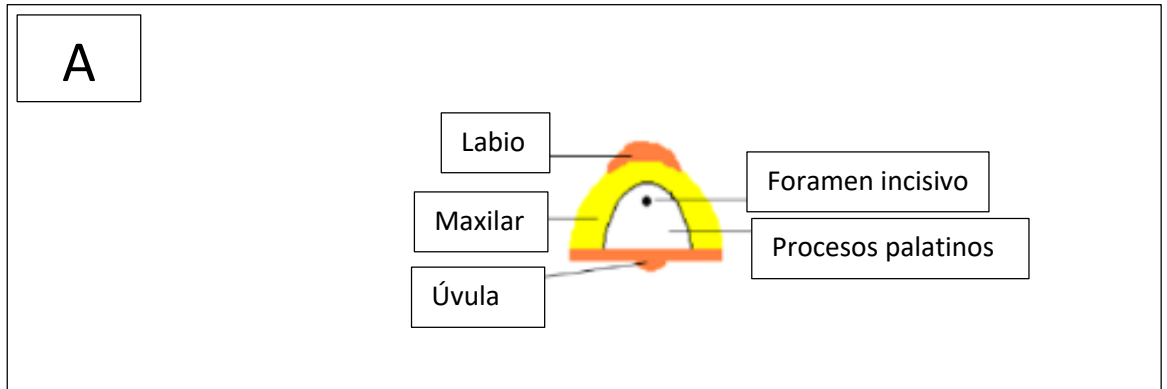 A
Labio
Foramen incisivo
Maxilar
Procesos palatinos
Úvula